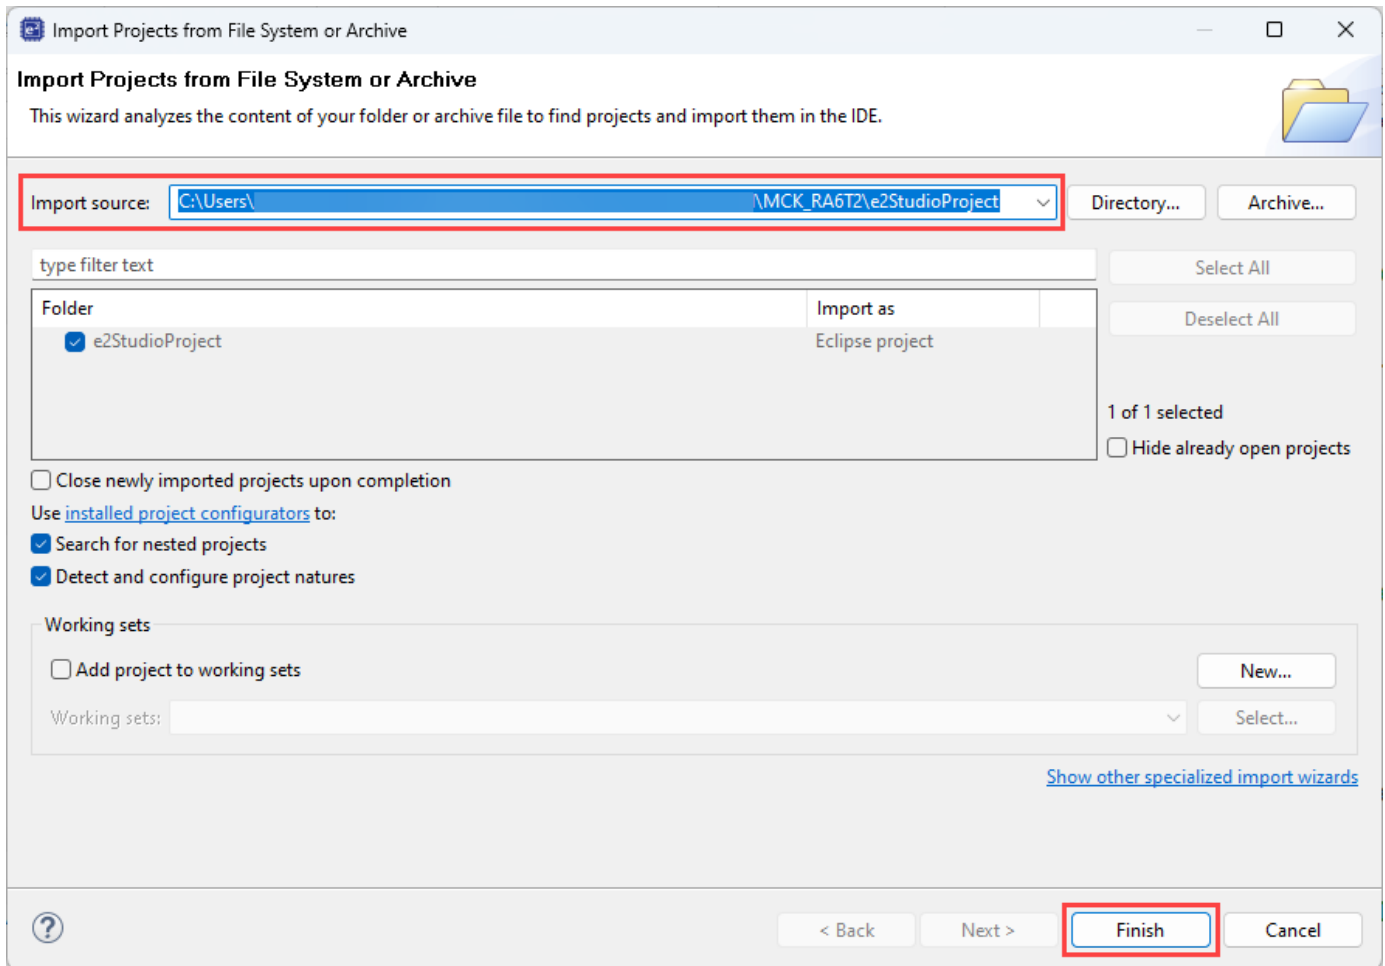 e²
Import Projects from File System or Archive
Import Projects from File System or Archive
This wizard analyzes the content of your folder or archive file to find projects and import them in the IDE.
Import source: C:\Users\ \MCK_RA6T2\e2StudioProject Directory... Archive...
type filter text Select All
Folder Import as Deselect All
e2StudioProject Eclipse project
1 of 1 selected
Hide already open projects
Close newly imported projects upon completion
Use installed project configurators to:
Search for nested projects
Detect and configure project natures
Working sets
Add project to working sets New...
Working sets: Select...
Show other specialized import wizards
? < Back Next > Finish Cancel